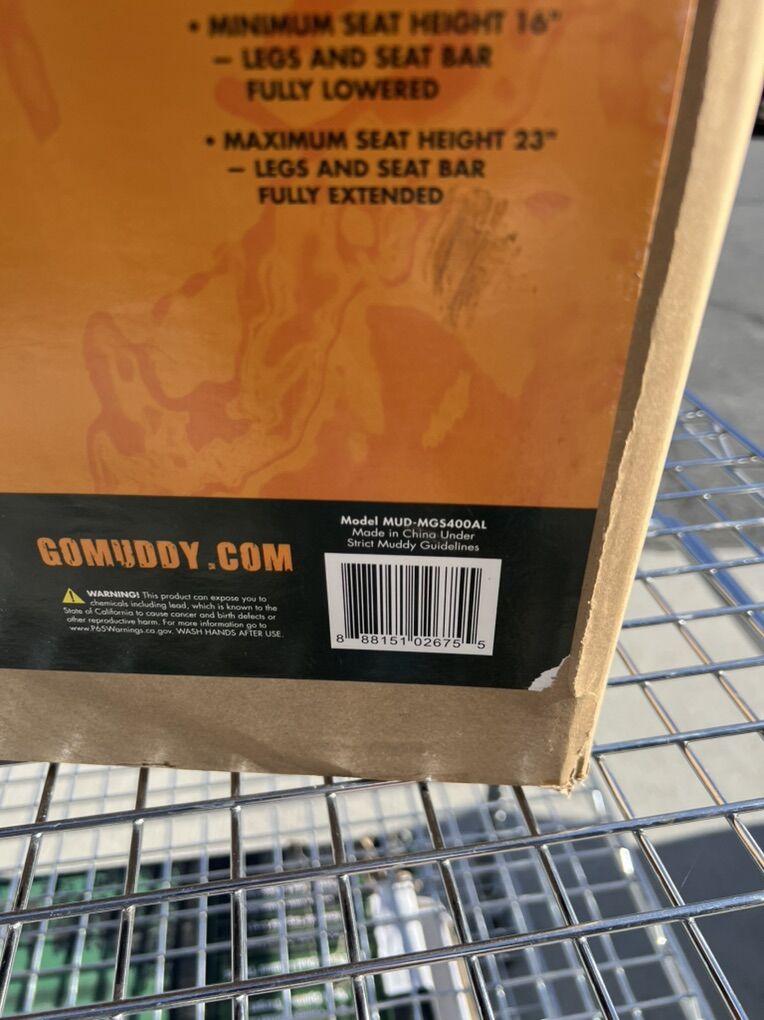 • MINIMUM SEAT HEIGHT 16"
– LEGS AND SEAT BAR
FULLY LOWERED
• MAXIMUM SEAT HEIGHT 23"
– LEGS AND SEAT BAR
FULLY EXTENDED
Model MUD-MGS400AL
Made in China Under
Strict Muddy Guidelines
GOMUDDY.COM
WARNING! This product can expose you to
chemicals including lead, which is known to the
State of California to cause cancer and birth defects or
other reproductive harm. For more information go to
www.P65Warnings.ca.gov. WASH HANDS AFTER USE.
8 88151 02675 5